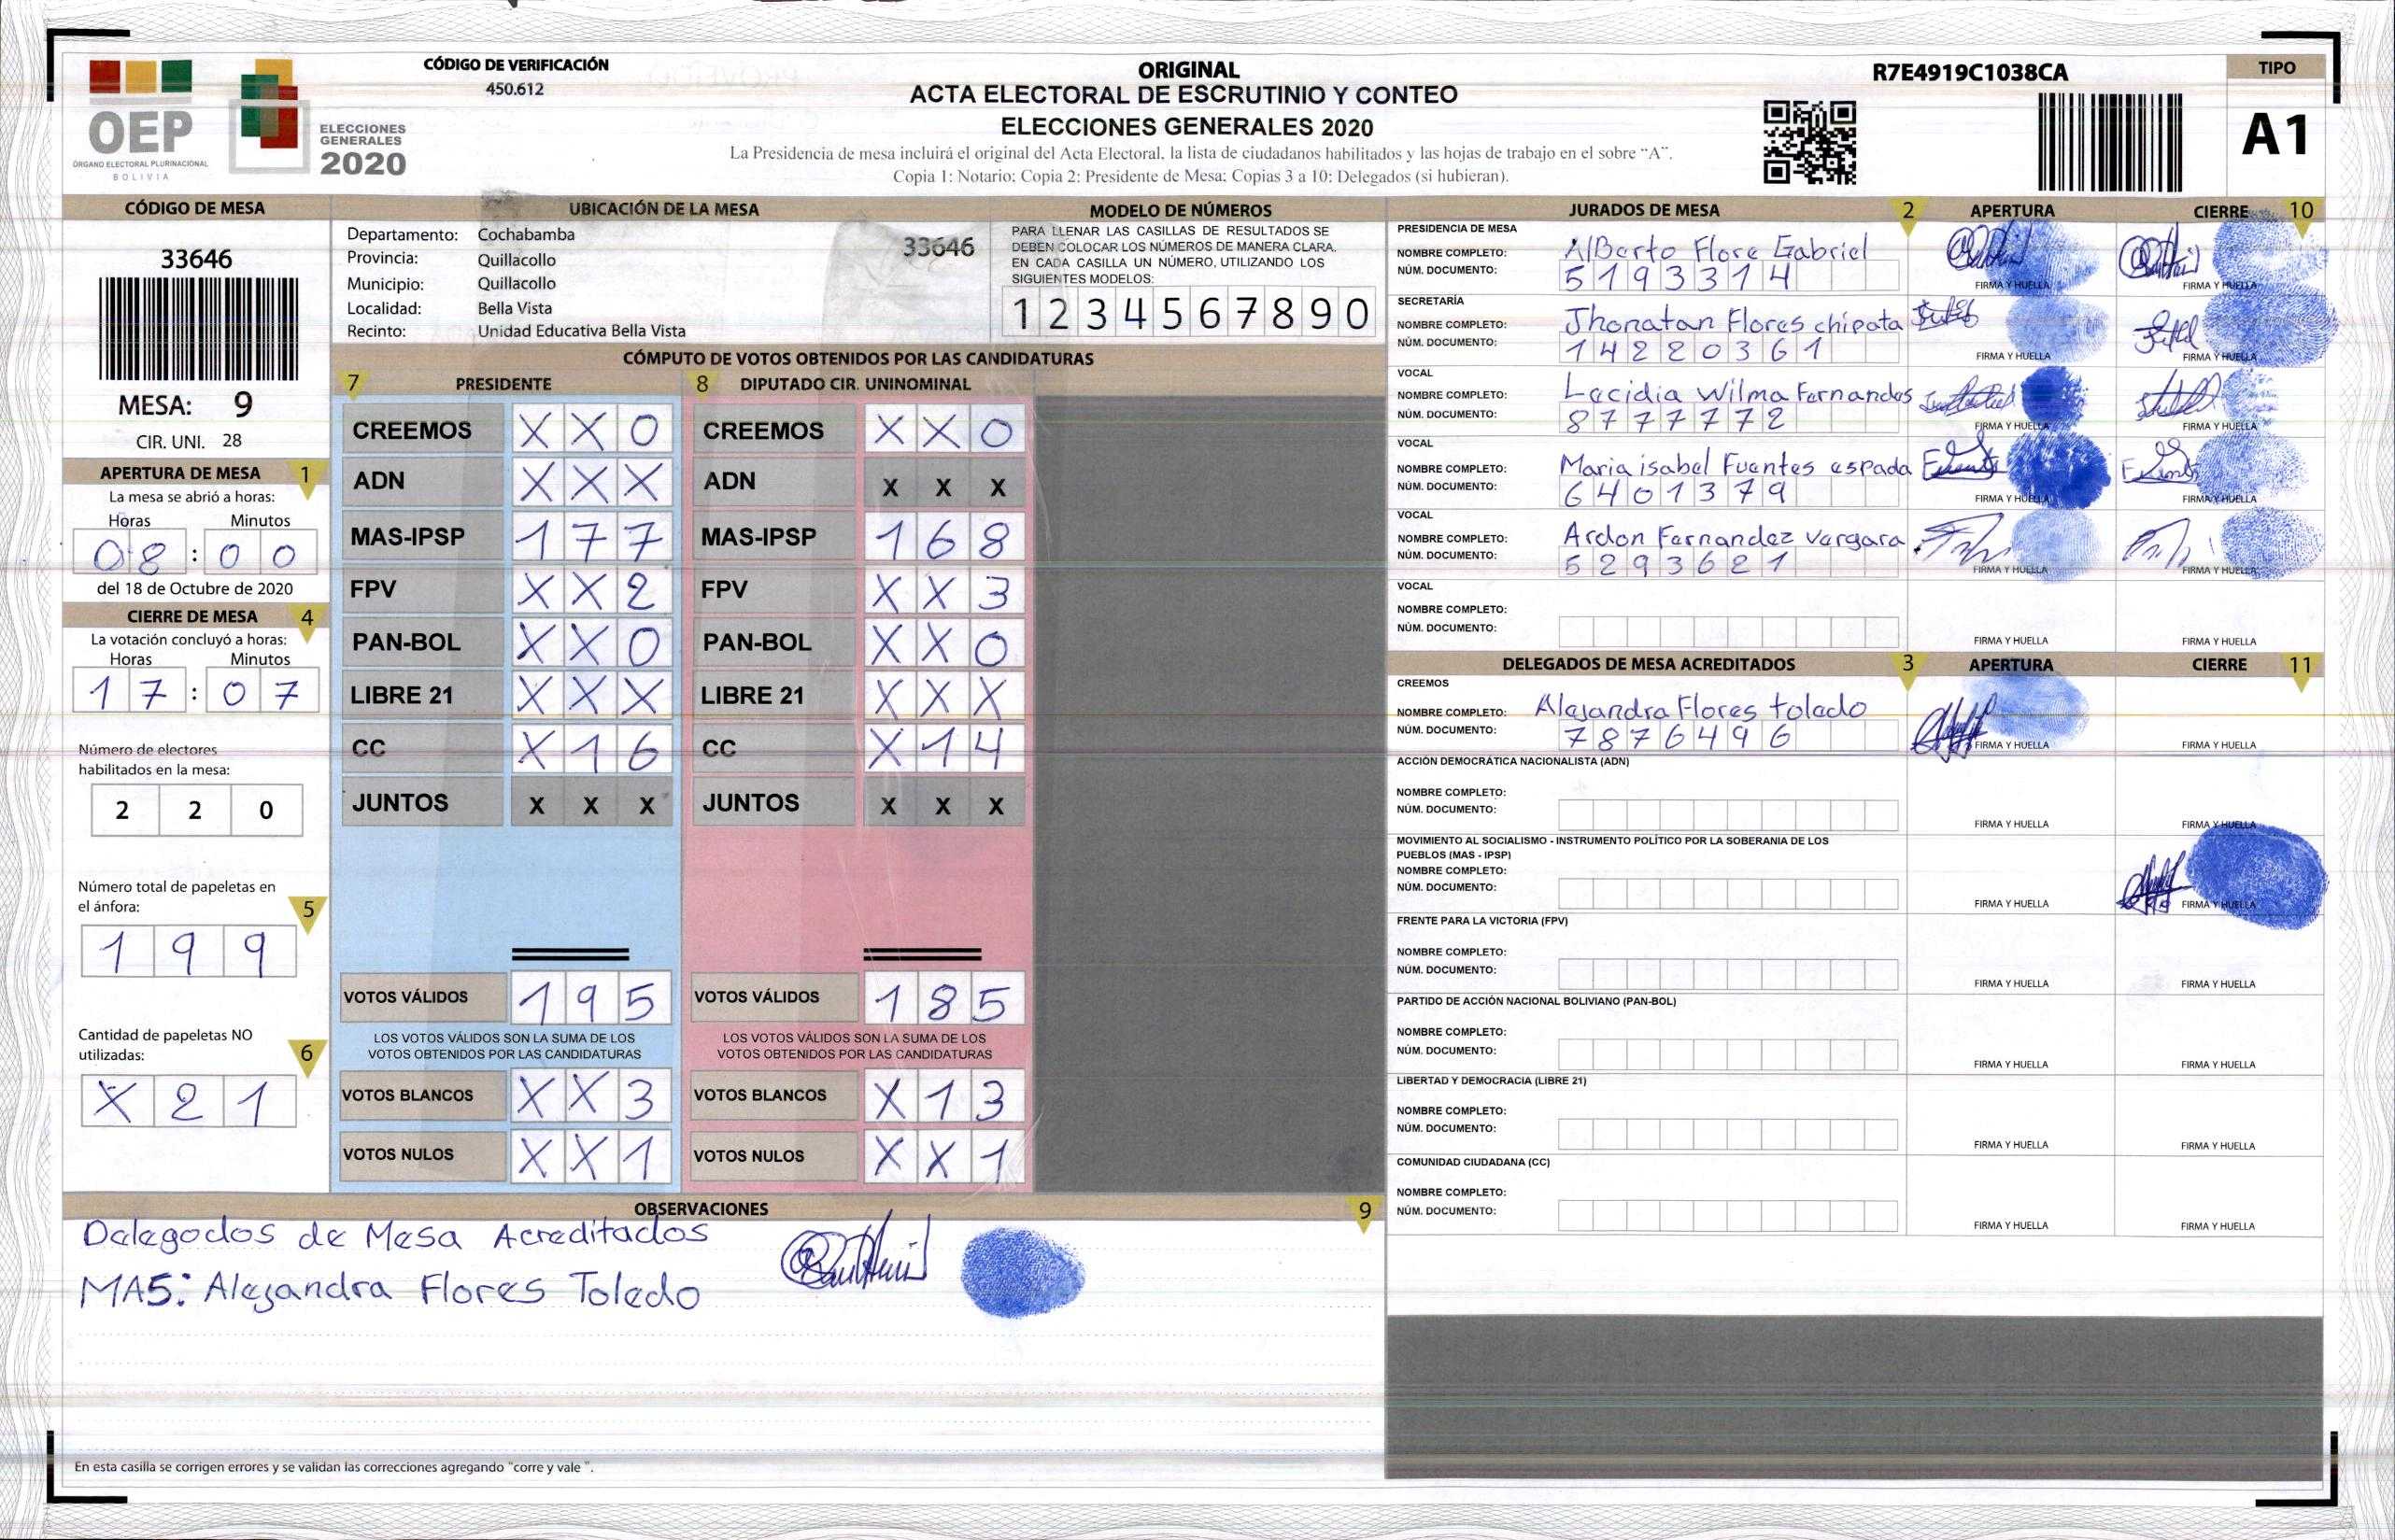 CÓDIGO DE VERIFICACIÓN
450.612
OEP
ÓRGANO ELECTORAL PLURINACIONAL
BOLIVIA
ELECCIONES
GENERALES
2020
ORIGINAL
ACTA ELECTORAL DE ESCRUTINIO Y CONTEO
ELECCIONES GENERALES 2020
La Presidencia de mesa incluirá el original del Acta Electoral, la lista de ciudadanos habilitados y las hojas de trabajo en el sobre “A”.
Copia 1: Notario; Copia 2: Presidente de Mesa; Copias 3 a 10: Delegados (si hubieran).
R7E4919C1038CA
TIPO
A1
CÓDIGO DE MESA
33646
MESA: 9
CIR. UNI. 28
APERTURA DE MESA 1
La mesa se abrió a horas:
Horas Minutos
08 : 00
del 18 de Octubre de 2020
CIERRE DE MESA 4
La votación concluyó a horas:
Horas Minutos
17 : 07
Número de electores
habilitados en la mesa:
2 2 0
Número total de papeletas en
el ánfora: 5
1 9 9
Cantidad de papeletas NO
utilizadas: 6
X 2 1
UBICACIÓN DE LA MESA
Departamento: Cochabamba
Provincia: Quillacollo
Municipio: Quillacollo
Localidad: Bella Vista
Recinto: Unidad Educativa Bella Vista
33646
MODELO DE NÚMEROS
PARA LLENAR LAS CASILLAS DE RESULTADOS SE
DEBEN COLOCAR LOS NÚMEROS DE MANERA CLARA.
EN CADA CASILLA UN NÚMERO, UTILIZANDO LOS
SIGUIENTES MODELOS:
1 2 3 4 5 6 7 8 9 0
CÓMPUTO DE VOTOS OBTENIDOS POR LAS CANDIDATURAS
7 PRESIDENTE 8 DIPUTADO CIR. UNINOMINAL
CREEMOS X X 0 CREEMOS X X 0
ADN X X X ADN X X X
MAS-IPSP 1 7 7 MAS-IPSP 1 6 8
FPV X X 2 FPV X X 3
PAN-BOL X X 0 PAN-BOL X X 0
LIBRE 21 X X X LIBRE 21 X X X
CC X 1 6 CC X 1 4
JUNTOS X X X JUNTOS X X X
VOTOS VÁLIDOS 1 9 5 VOTOS VÁLIDOS 1 8 5
LOS VOTOS VÁLIDOS SON LA SUMA DE LOS LOS VOTOS VÁLIDOS SON LA SUMA DE LOS
VOTOS OBTENIDOS POR LAS CANDIDATURAS VOTOS OBTENIDOS POR LAS CANDIDATURAS
VOTOS BLANCOS X X 3 VOTOS BLANCOS X 1 3
VOTOS NULOS X X 1 VOTOS NULOS X X 1
OBSERVACIONES 9
Delegodos de Mesa Acreditados
MAS: Alejandra Flores Toledo
En esta casilla se corrigen errores y se validan las correcciones agregando "corre y vale ".
JURADOS DE MESA 2 APERTURA CIERRE 10
PRESIDENCIA DE MESA
NOMBRE COMPLETO: AlBerto Flore Gabriel
NÚM. DOCUMENTO: 5193314
FIRMA Y HUELLA FIRMA Y HUELLA
SECRETARÍA
NOMBRE COMPLETO: Jhonatan Flores chipata
NÚM. DOCUMENTO: 14220361
FIRMA Y HUELLA FIRMA Y HUELLA
VOCAL
NOMBRE COMPLETO: Lecidia Wilma Fernandes
NÚM. DOCUMENTO: 8777772
FIRMA Y HUELLA FIRMA Y HUELLA
VOCAL
NOMBRE COMPLETO: Maria isabel Fuentes espada
NÚM. DOCUMENTO: 6401379
FIRMA Y HUELLA FIRMA Y HUELLA
VOCAL
NOMBRE COMPLETO: Ardon Fernandez vargara
NÚM. DOCUMENTO: 5293621
FIRMA Y HUELLA FIRMA Y HUELLA
VOCAL
NOMBRE COMPLETO:
NÚM. DOCUMENTO:
FIRMA Y HUELLA FIRMA Y HUELLA
DELEGADOS DE MESA ACREDITADOS 3 APERTURA CIERRE 11
CREEMOS
NOMBRE COMPLETO: Alejandra Flores toledo
NÚM. DOCUMENTO: 7876496
FIRMA Y HUELLA FIRMA Y HUELLA
ACCIÓN DEMOCRÁTICA NACIONALISTA (ADN)
NOMBRE COMPLETO:
NÚM. DOCUMENTO:
FIRMA Y HUELLA FIRMA Y HUELLA
MOVIMIENTO AL SOCIALISMO - INSTRUMENTO POLÍTICO POR LA SOBERANIA DE LOS
PUEBLOS (MAS - IPSP)
NOMBRE COMPLETO:
NÚM. DOCUMENTO:
FIRMA Y HUELLA FIRMA Y HUELLA
FRENTE PARA LA VICTORIA (FPV)
NOMBRE COMPLETO:
NÚM. DOCUMENTO:
FIRMA Y HUELLA FIRMA Y HUELLA
PARTIDO DE ACCIÓN NACIONAL BOLIVIANO (PAN-BOL)
NOMBRE COMPLETO:
NÚM. DOCUMENTO:
FIRMA Y HUELLA FIRMA Y HUELLA
LIBERTAD Y DEMOCRACIA (LIBRE 21)
NOMBRE COMPLETO:
NÚM. DOCUMENTO:
FIRMA Y HUELLA FIRMA Y HUELLA
COMUNIDAD CIUDADANA (CC)
NOMBRE COMPLETO:
NÚM. DOCUMENTO:
FIRMA Y HUELLA FIRMA Y HUELLA